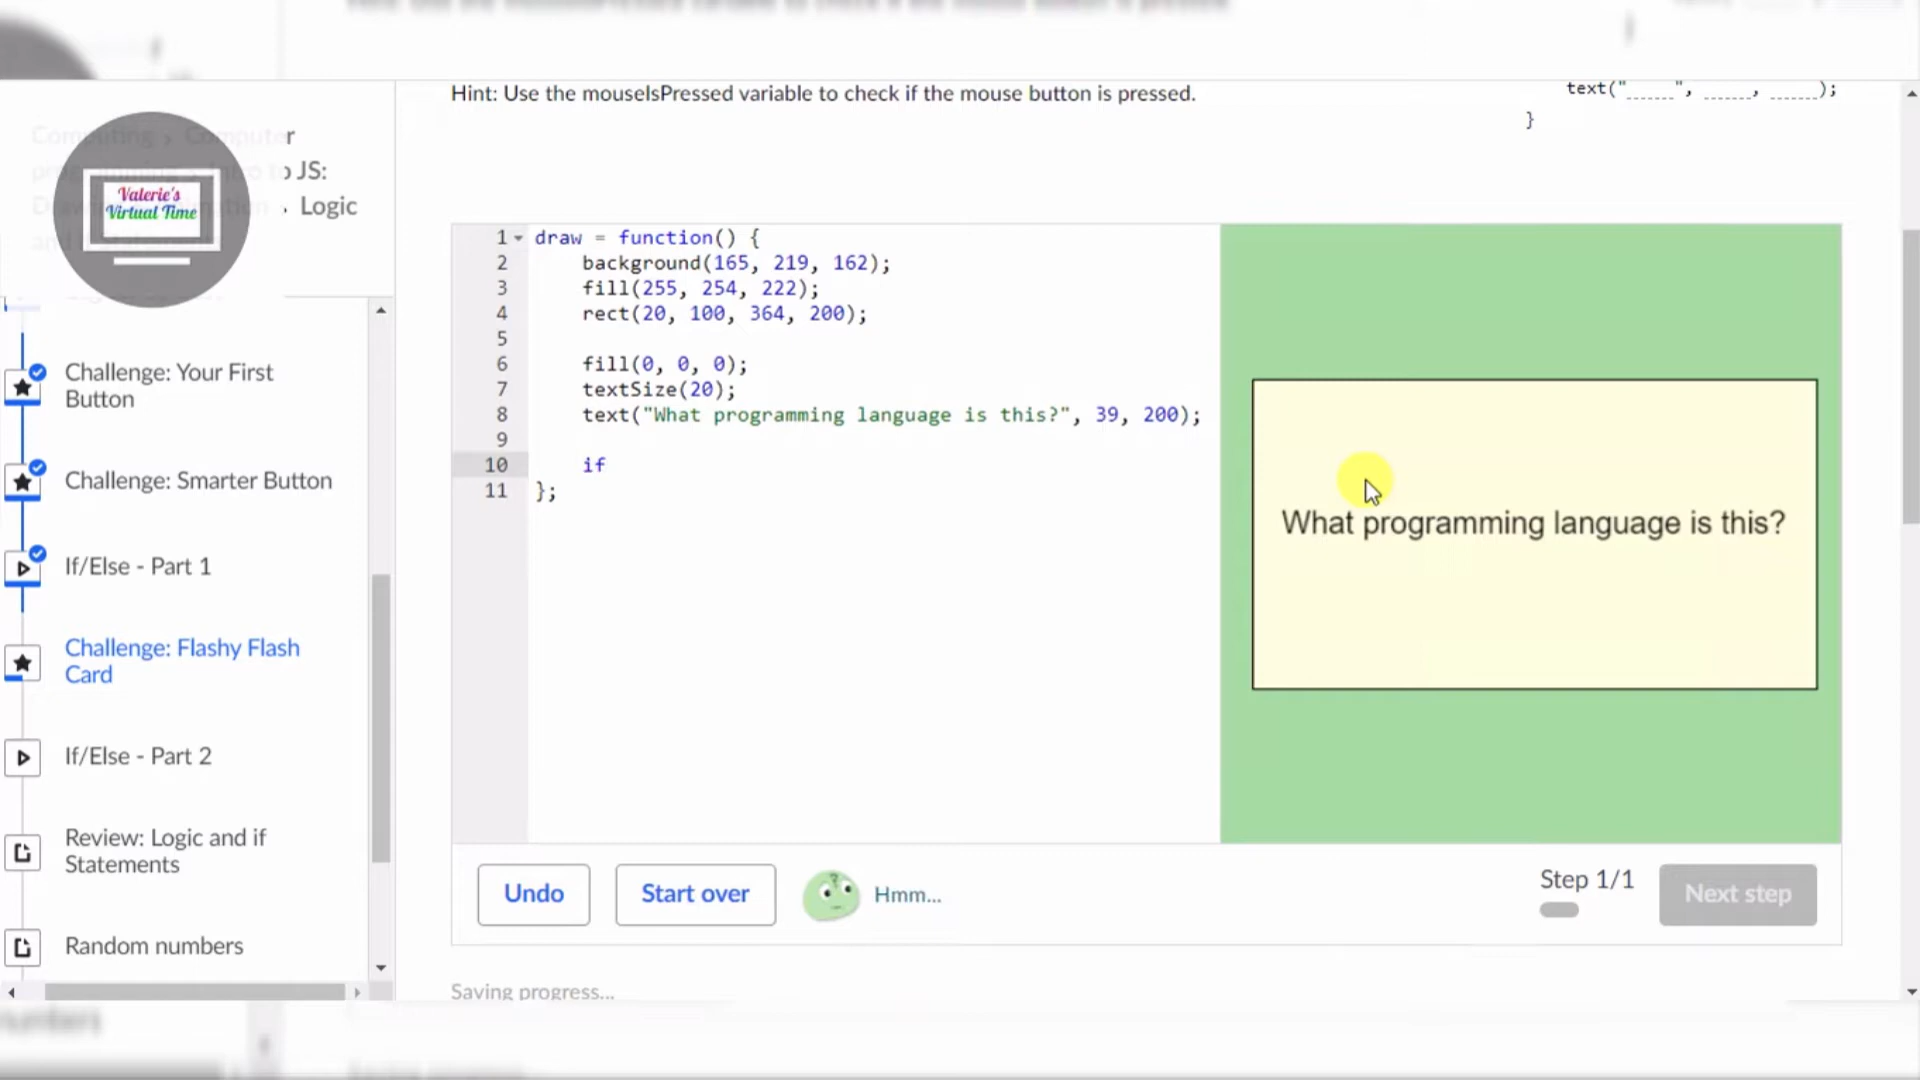 Hint: Use the mouseIsPressed variable to check if the mouse button is pressed.
text("______", ______, ______);
}
Computing › Computer
JS:
Logic
Valerie's
Virtual Time
Challenge: Your First
Button
Challenge: Smarter Button
If/Else - Part 1
Challenge: Flashy Flash
Card
If/Else - Part 2
Review: Logic and if
Statements
Random numbers
1 draw = function() {
2 background(165, 219, 162);
3 fill(255, 254, 222);
4 rect(20, 100, 364, 200);
5
6 fill(0, 0, 0);
7 textSize(20);
8 text("What programming language is this?", 39, 200);
9
10 if
11 };
What programming language is this?
Undo
Start over
Hmm...
Step 1/1
Next step
Saving progress...